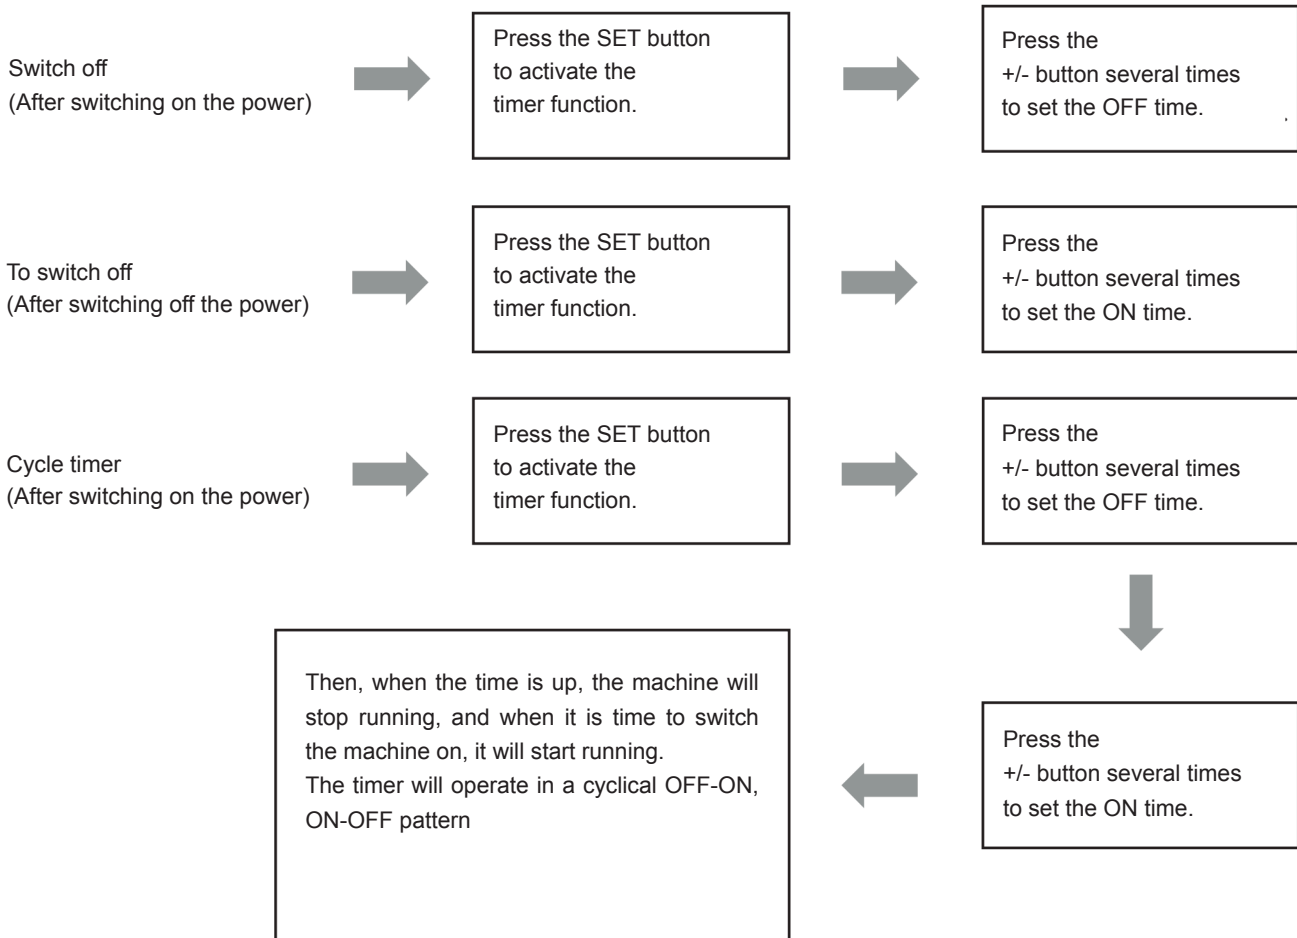 Switch off
(After switching on the power)
Press the SET button
to activate the
timer function.
Press the
+/- button several times
to set the OFF time.
To switch off
(After switching off the power)
Press the SET button
to activate the
timer function.
Press the
+/- button several times
to set the ON time.
Cycle timer
(After switching on the power)
Press the SET button
to activate the
timer function.
Press the
+/- button several times
to set the OFF time.
Press the
+/- button several times
to set the ON time.
Then, when the time is up, the machine will
stop running, and when it is time to switch
the machine on, it will start running.
The timer will operate in a cyclical OFF-ON,
ON-OFF pattern